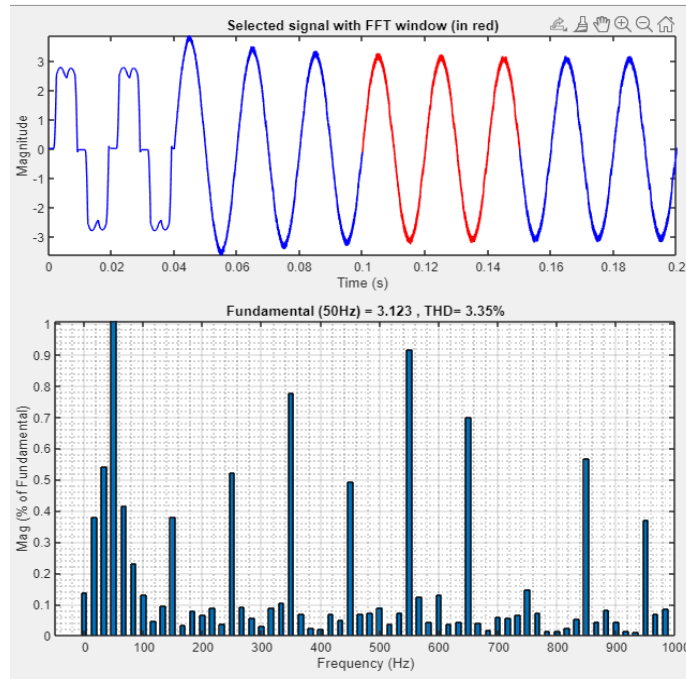 Selected signal with FFT window (in red)
3
2
1
0
-1
-2
-3
Magnitude
0 0.02 0.04 0.06 0.08 0.1 0.12 0.14 0.16 0.18 0.2
Time (s)
Fundamental (50Hz) = 3.123 , THD= 3.35%
1
0.9
0.8
0.7
0.6
0.5
0.4
0.3
0.2
0.1
0
Mag (% of Fundamental)
0 100 200 300 400 500 600 700 800 900 1000
Frequency (Hz)